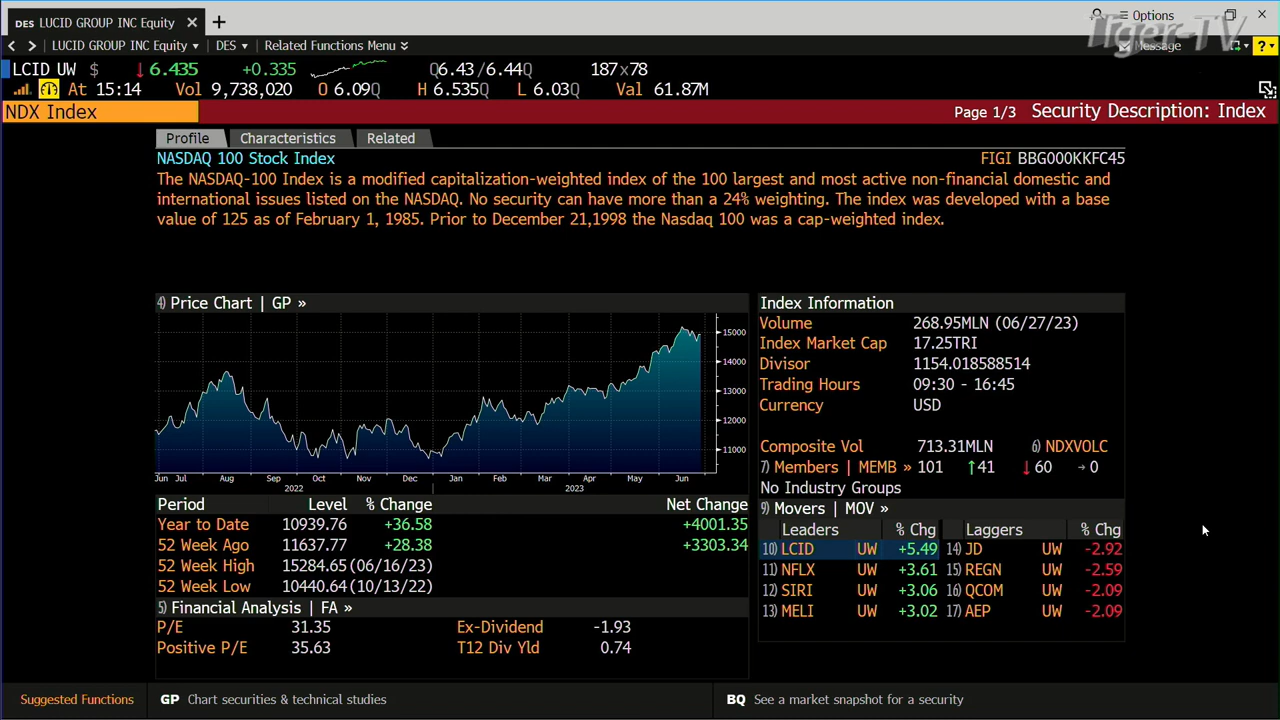 DES LUCID GROUP INC Equity × +
Options
LUCID GROUP INC Equity ▾ DES ▾ Related Functions Menu
Message
Tiger-TV
LCID UW $ ↓ 6.435 +0.335 Q6.43 / 6.44Q 187x78
At 15:14 Vol 9,738,020 O 6.09Q H 6.535Q L 6.03Q Val 61.87M
NDX Index Page 1/3 Security Description: Index
Profile Characteristics Related
NASDAQ 100 Stock Index FIGI BBG000KKFC45
The NASDAQ-100 Index is a modified capitalization-weighted index of the 100 largest and most active non-financial domestic and
international issues listed on the NASDAQ. No security can have more than a 24% weighting. The index was developed with a base
value of 125 as of February 1, 1985. Prior to December 21,1998 the Nasdaq 100 was a cap-weighted index.
4) Price Chart | GP »
15000
14000
13000
12000
11000
Jun Jul Aug Sep Oct Nov Dec Jan Feb Mar Apr May Jun
2022 2023
Index Information
Volume 268.95MLN (06/27/23)
Index Market Cap 17.25TRI
Divisor 1154.018588514
Trading Hours 09:30 - 16:45
Currency USD
Composite Vol 713.31MLN 6) NDXVOLC
7) Members | MEMB » 101 ↑41 ↓60 →0
No Industry Groups
Period Level % Change Net Change
Year to Date 10939.76 +36.58 +4001.35
52 Week Ago 11637.77 +28.38 +3303.34
52 Week High 15284.65 (06/16/23)
52 Week Low 10440.64 (10/13/22)
9) Movers | MOV »
Leaders % Chg Laggers % Chg
10) LCID UW +5.49 14) JD UW -2.92
11) NFLX UW +3.61 15) REGN UW -2.59
12) SIRI UW +3.06 16) QCOM UW -2.09
13) MELI UW +3.02 17) AEP UW -2.09
5) Financial Analysis | FA »
P/E 31.35 Ex-Dividend -1.93
Positive P/E 35.63 T12 Div Yld 0.74
Suggested Functions GP Chart securities & technical studies BQ See a market snapshot for a security